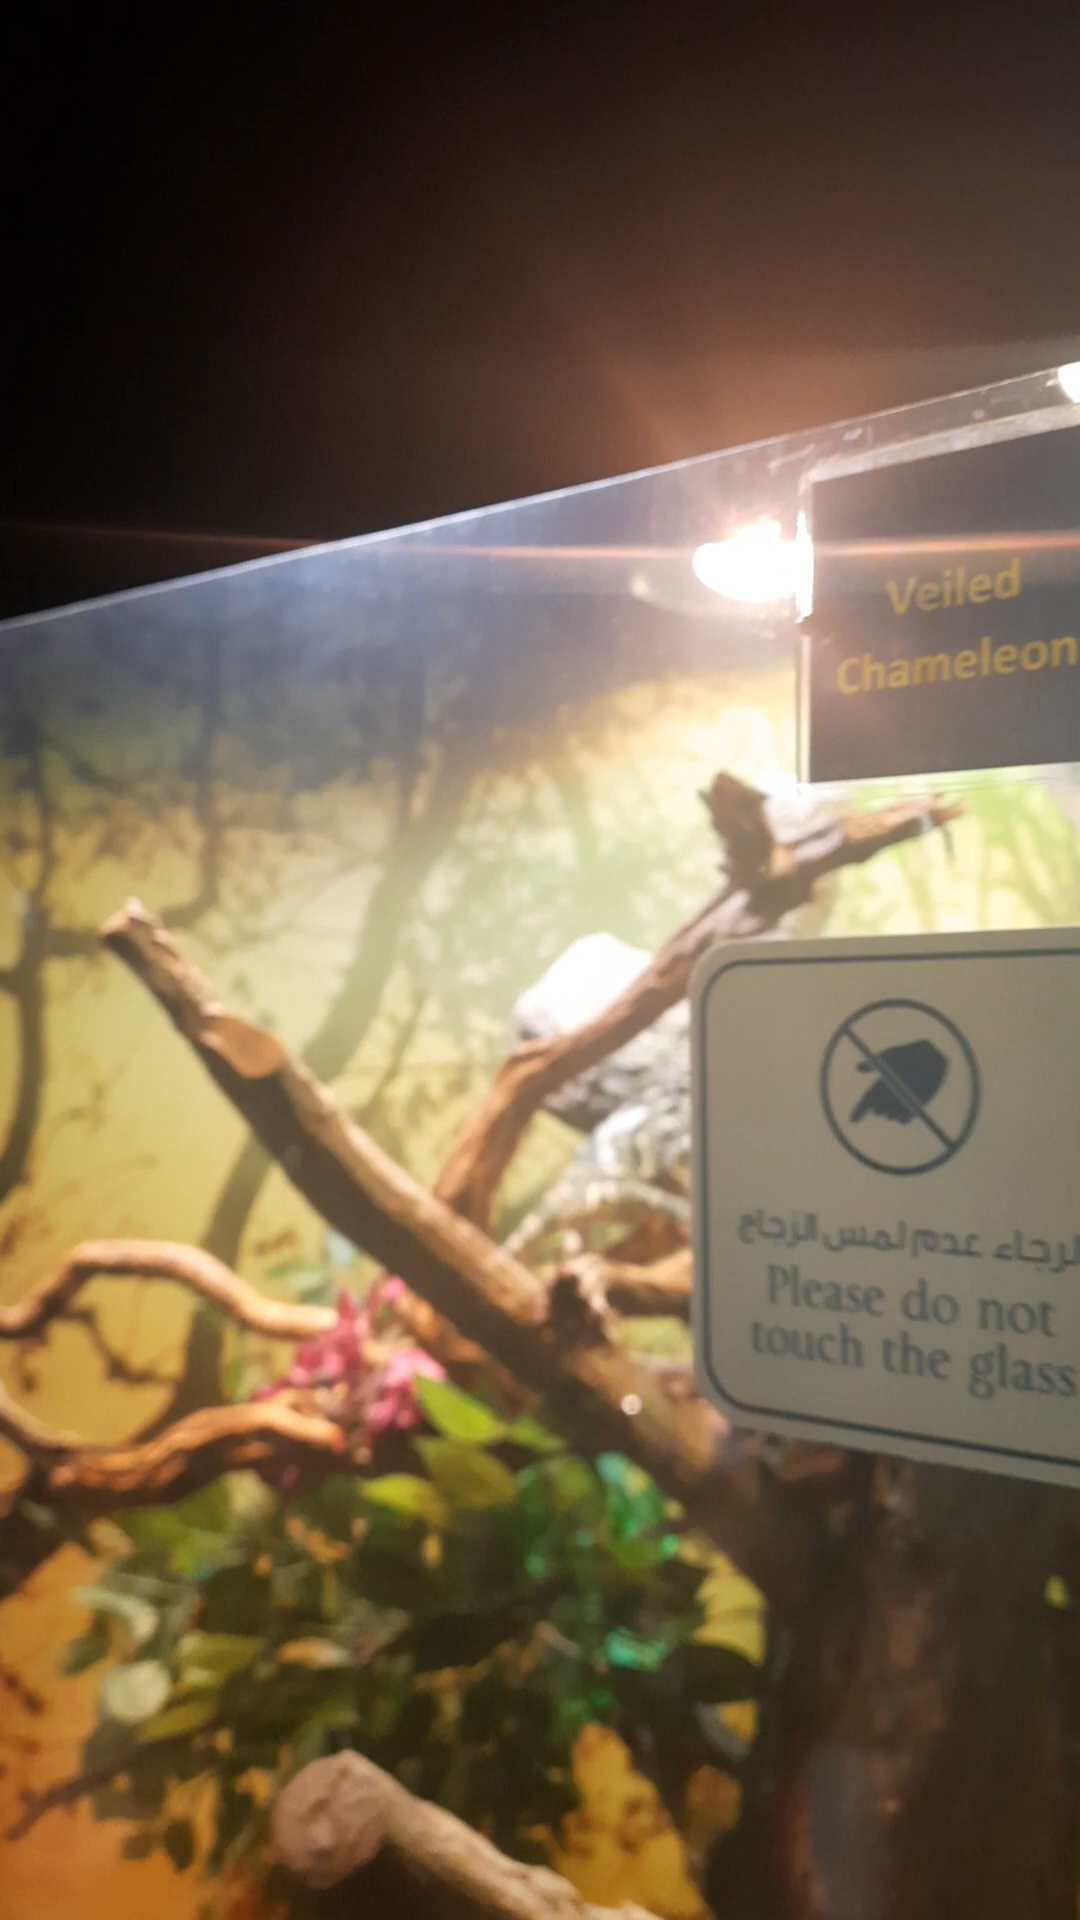 Veiled
Chameleon
الرجاء عدم لمس الزجاج
Please do not
touch the glass